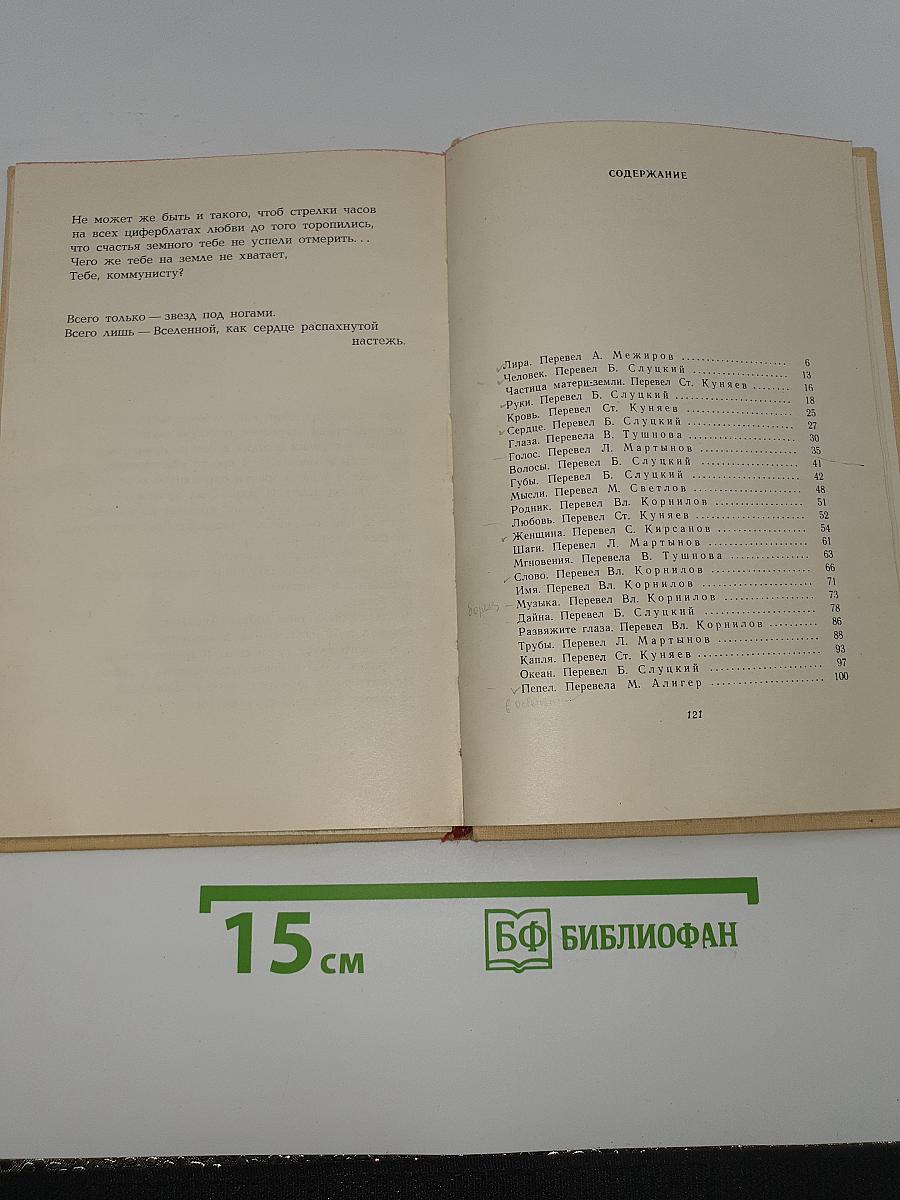 Не может же быть и такого, чтоб стрелки часов
на всех циферблатах любви до того торопились,
что счастья земного тебе не успели отмерить...
Чего же тебе на земле не хватает,
Тебе, коммунисту?
Всего только — звезд под ногами.
Всего лишь — Вселенной, как сердце распахнутой
настежь.
СОДЕРЖАНИЕ
Лира. Перевел А. Межиров ..................... 6
Человек. Перевел Б. Слуцкий ................... 13
Частица матери-земли. Перевел Ст. Куняев ........ 16
Руки. Перевел Б. Слуцкий ..................... 18
Кровь. Перевел Ст. Куняев ..................... 25
Сердце. Перевел Б. Слуцкий ..................... 27
Глаза. Перевела В. Тушнова ..................... 30
Голос. Перевел Л. Мартынов ..................... 35
Волосы. Перевел Б. Слуцкий ..................... 41
Губы. Перевел Б. Слуцкий ..................... 42
Мысли. Перевел М. Светлов ..................... 48
Родник. Перевел Вл. Корнилов ................... 51
Любовь. Перевел Ст. Куняев ..................... 52
Женщина. Перевел С. Кирсанов ................... 54
Шаги. Перевел Л. Мартынов ..................... 61
Мгновения. Перевела В. Тушнова ................ 63
Слово. Перевел Вл. Корнилов ................... 66
Имя. Перевел Вл. Корнилов ..................... 71
Музыка. Перевел Вл. Корнилов ................... 73
Дайна. Перевел Б. Слуцкий ..................... 78
Развяжите глаза. Перевел Вл. Корнилов .......... 86
Трубы. Перевел Л. Мартынов ................... 88
Капля. Перевел Ст. Куняев ..................... 93
Океан. Перевел Б. Слуцкий ..................... 97
Пепел. Перевела М. Алигер ..................... 100
121
15 см
БФ БИБЛИОФАН